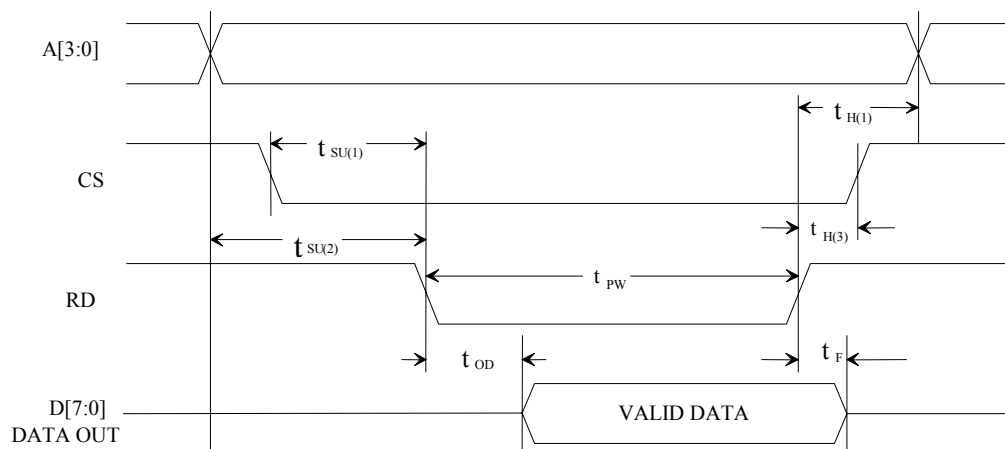 A[3:0]
t H(1)
t SU(1)
CS
t SU(2)
t H(3)
t PW
RD
t OD
t F
D[7:0]
DATA OUT
VALID DATA